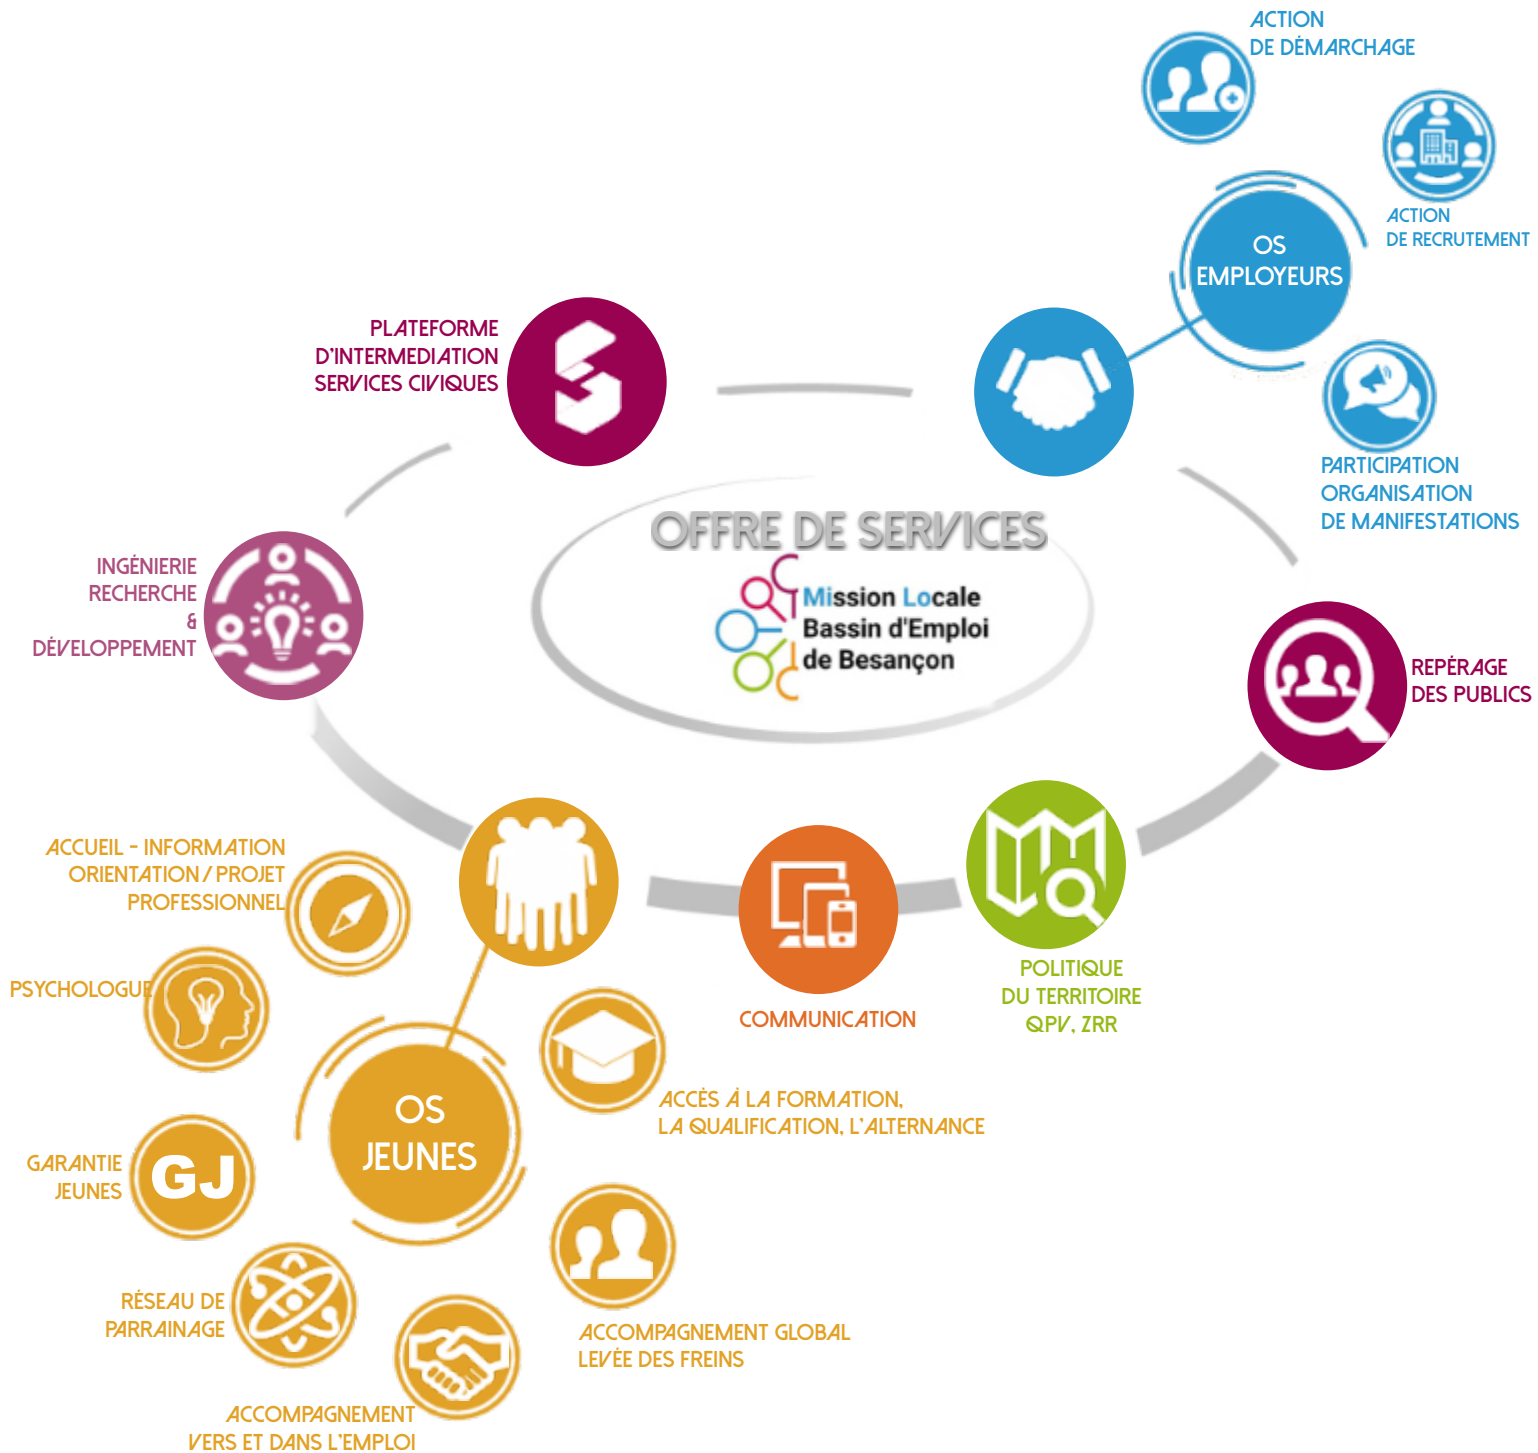 ACTION
DE DÉMARCHAGE
ACTION
DE RECRUTEMENT
OS
EMPLOYEURS
PARTICIPATION
ORGANISATION
DE MANIFESTATIONS
PLATEFORME
D'INTERMEDIATION
SERVICES CIVIQUES
OFFRE DE SERVICES
Mission Locale
Bassin d'Emploi
de Besançon
INGÉNIERIE
RECHERCHE
&
DÉVELOPPEMENT
REPÉRAGE
DES PUBLICS
POLITIQUE
DU TERRITOIRE
QPV, ZRR
COMMUNICATION
ACCUEIL - INFORMATION
ORIENTATION / PROJET
PROFESSIONNEL
PSYCHOLOGUE
OS
JEUNES
ACCÈS À LA FORMATION,
LA QUALIFICATION, L'ALTERNANCE
GARANTIE
JEUNES
GJ
RÉSEAU DE
PARRAINAGE
ACCOMPAGNEMENT GLOBAL
LEVÉE DES FREINS
ACCOMPAGNEMENT
VERS ET DANS L'EMPLOI